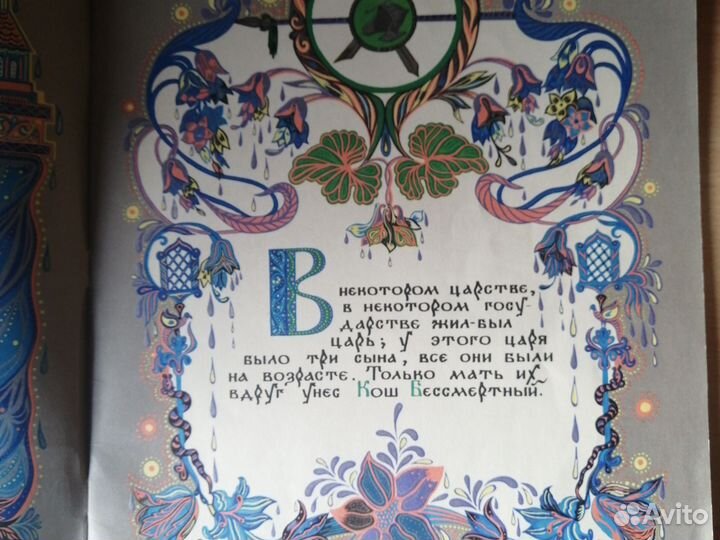 В некотором царстве,
в некотором госу-
дарстве жил-был
царь; у этого царя
было три сына, все они были
на возрасте. Только мать их
вдруг унес Кош Бессмертный.
Avito